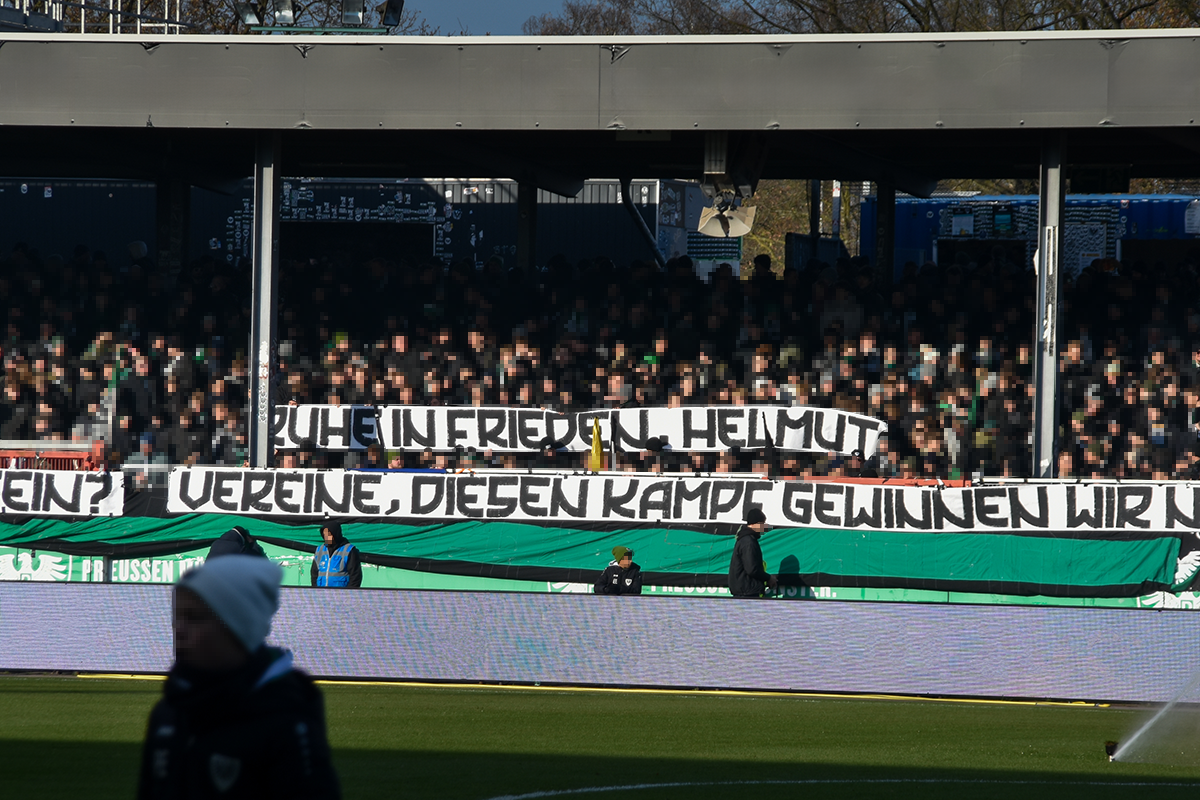 RUHE IN FRIEDEN, HELMUT
EIN? VEREINE, DIESEN KAMPF GEWINNEN WIR N
PREUSSEN